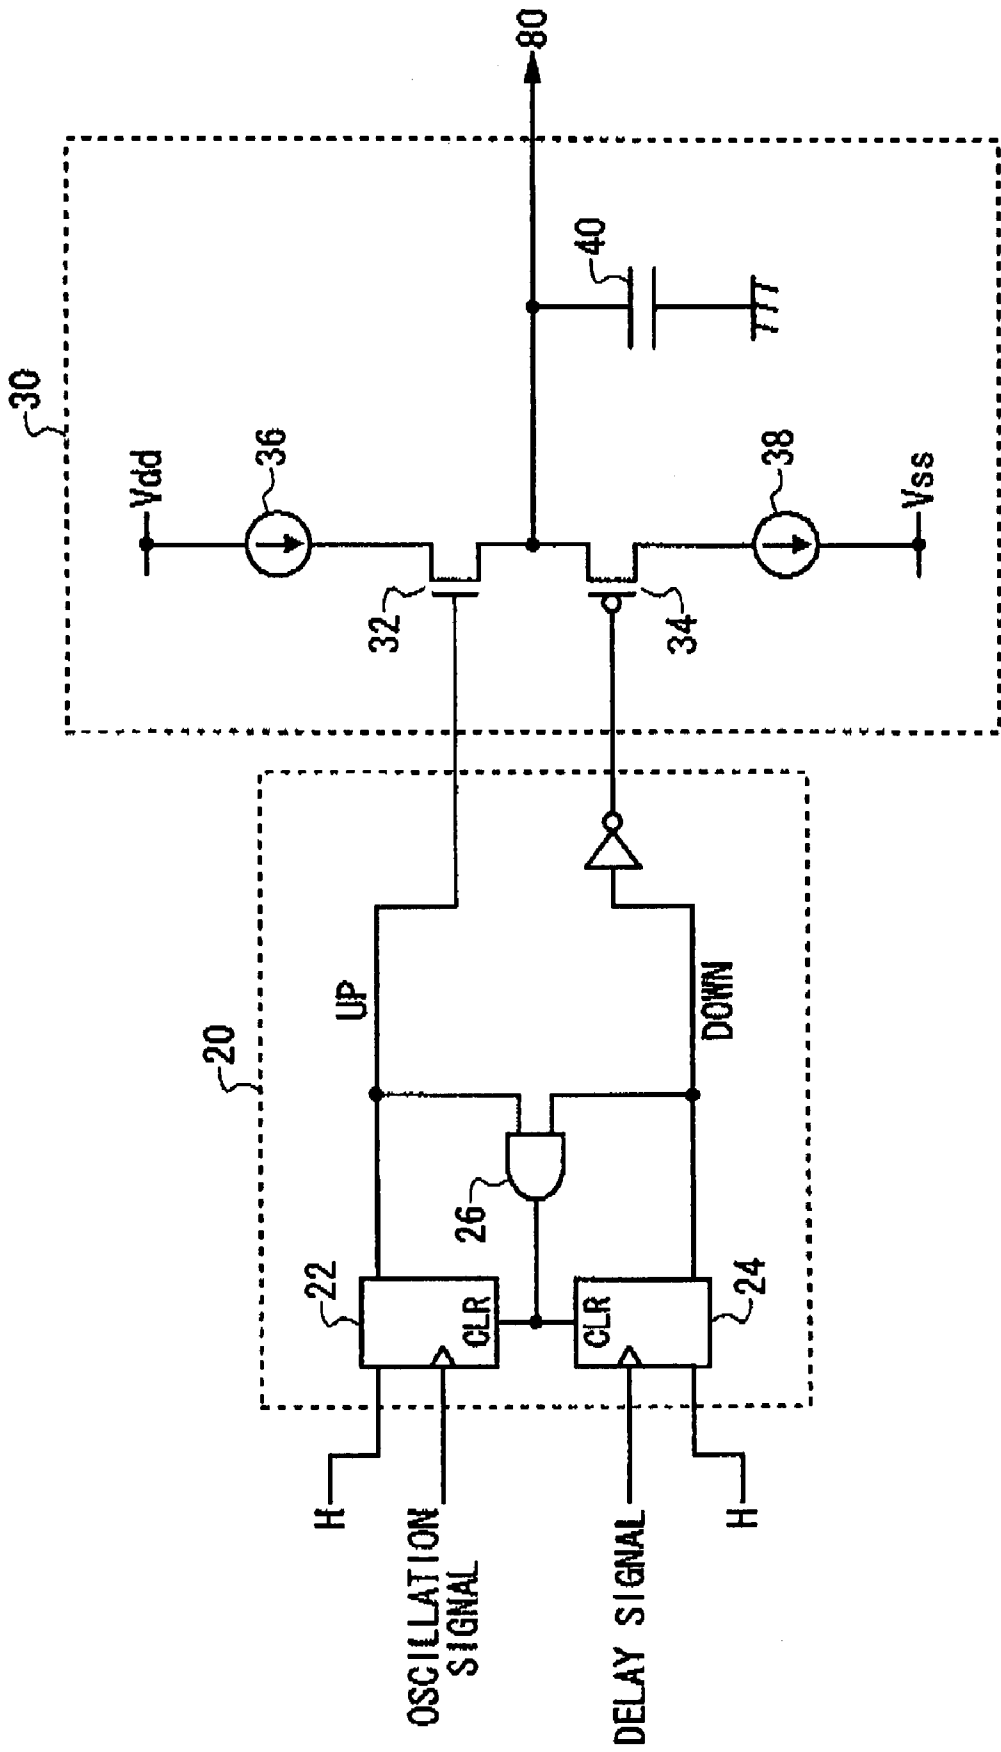 30
Vdd
36
32
80
40
34
38
Vss
20
UP
DOWN
26
22
CLR
CLR
24
H
OSCILLATION
SIGNAL
DELAY SIGNAL
H